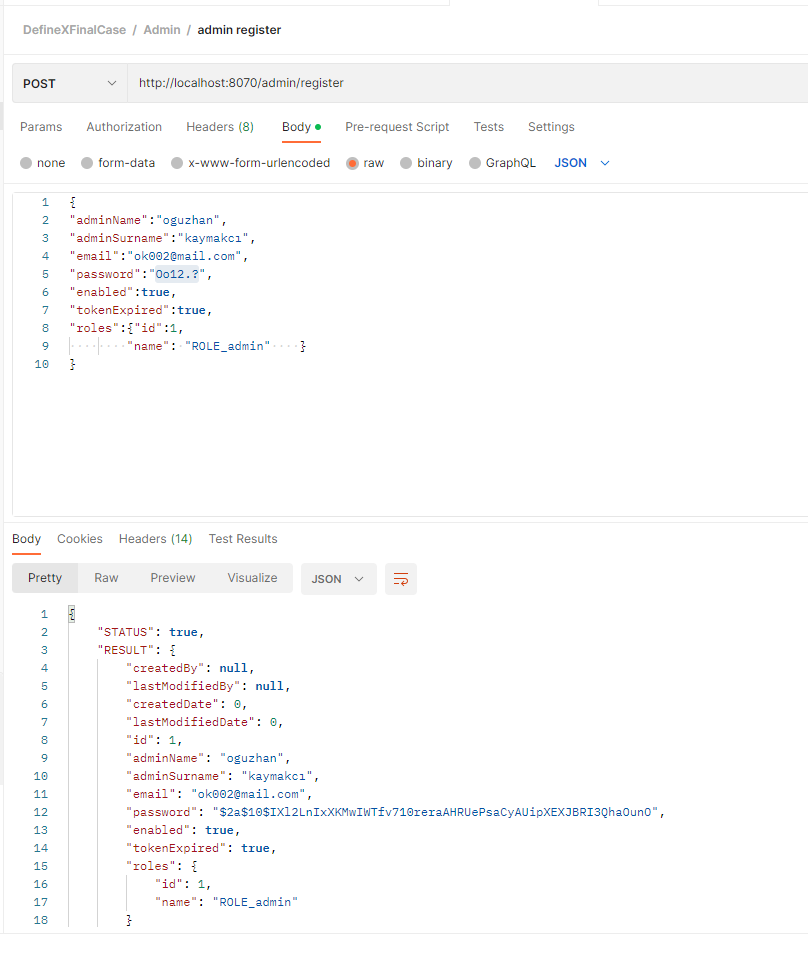 DefineXFinalCase / Admin / admin register
POST http://localhost:8070/admin/register
Params Authorization Headers (8) Body Pre-request Script Tests Settings
none form-data x-www-form-urlencoded raw binary GraphQL JSON
1 {
2 "adminName":"oguzhan",
3 "adminSurname":"kaymakcı",
4 "email":"ok002@mail.com",
5 "password":"Oo12.?",
6 "enabled":true,
7 "tokenExpired":true,
8 "roles":{"id":1,
9 "name": "ROLE_admin" }
10 }
Body Cookies Headers (14) Test Results
Pretty Raw Preview Visualize JSON
1 {
2 "STATUS": true,
3 "RESULT": {
4 "createdBy": null,
5 "lastModifiedBy": null,
6 "createdDate": 0,
7 "lastModifiedDate": 0,
8 "id": 1,
9 "adminName": "oguzhan",
10 "adminSurname": "kaymakcı",
11 "email": "ok002@mail.com",
12 "password": "$2a$10$IXl2LnIxXKMwIWTfv710reraAHRUePsaCyAUipXEXJBRI3QhaOunO",
13 "enabled": true,
14 "tokenExpired": true,
15 "roles": {
16 "id": 1,
17 "name": "ROLE_admin"
18 }